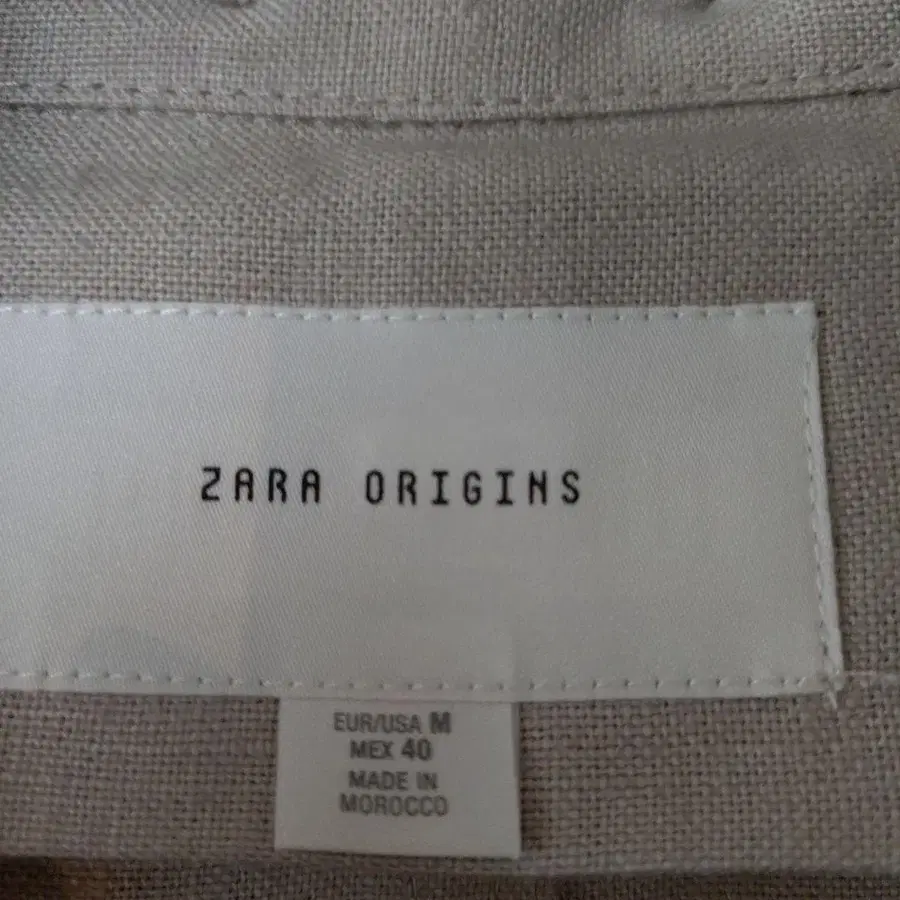 ZARA ORIGINS
EUR/USA M
MEX 40
MADE IN
MOROCCO